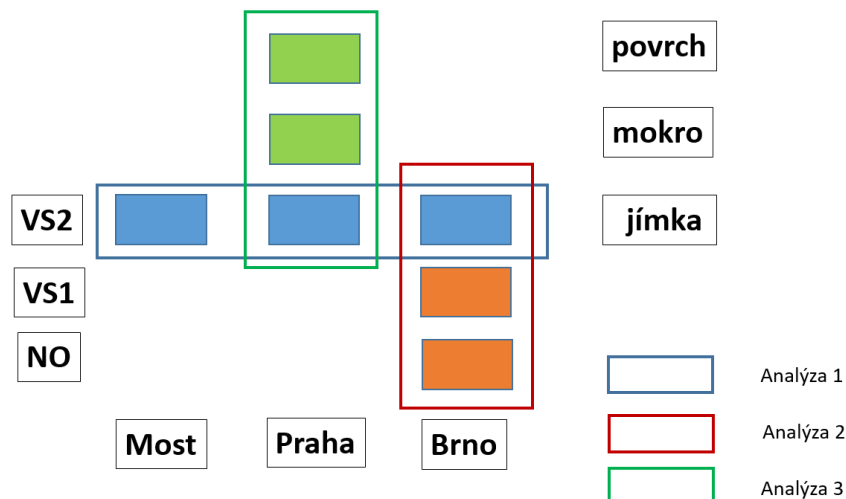 povrch
mokro
VS2
jímka
VS1
NO
Analýza 1
Most
Praha
Brno
Analýza 2
Analýza 3